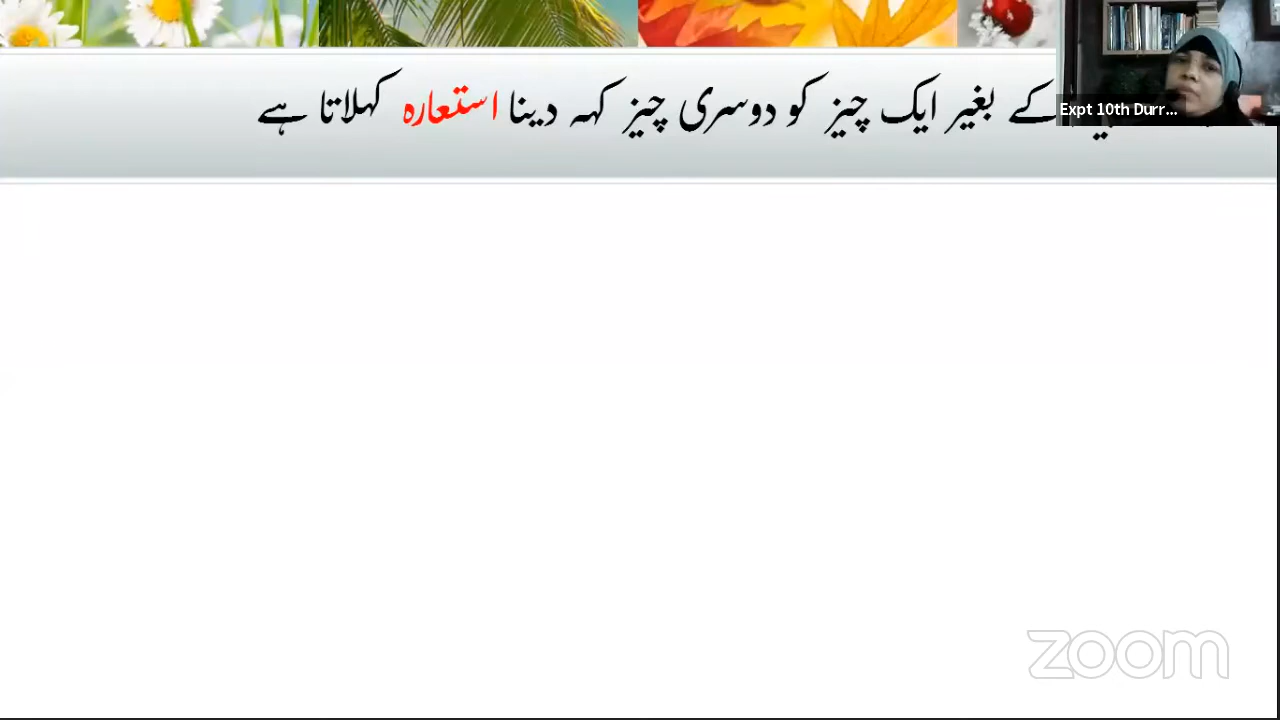 کے بغیر ایک چیز کو دوسری چیز کہہ دینا استعارہ کہلاتا ہے
Expt 10th Durr...
zoom